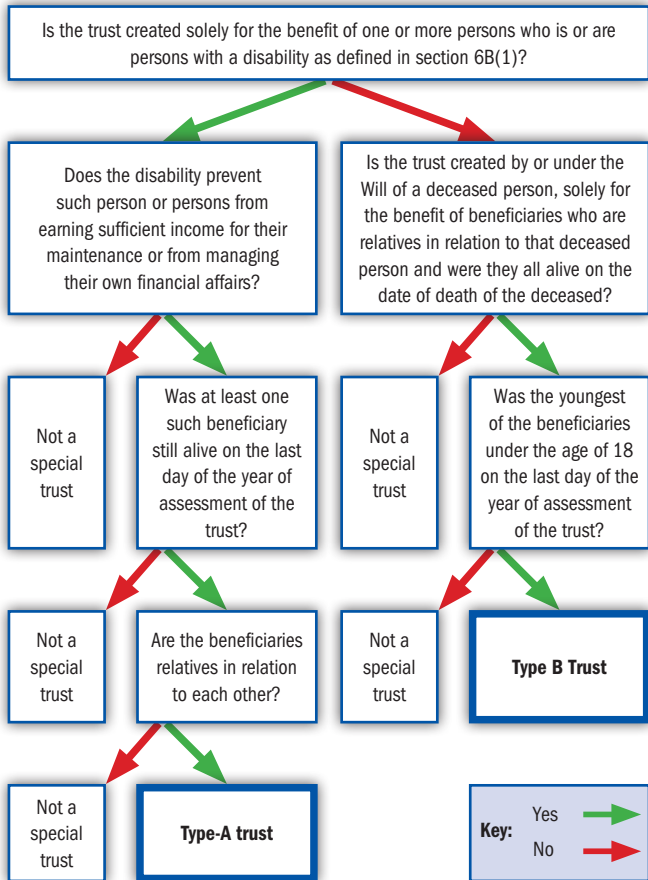 Is the trust created solely for the benefit of one or more persons who is or are
persons with a disability as defined in section 6B(1)?
Does the disability prevent
such person or persons from
earning sufficient income for their
maintenance or from managing
their own financial affairs?
Is the trust created by or under the
Will of a deceased person, solely for
the benefit of beneficiaries who are
relatives in relation to that deceased
person and were they all alive on the
date of death of the deceased?
Not a
special
trust
Was at least one
such beneficiary
still alive on the last
day of the year of
assessment of the
trust?
Not a
special
trust
Was the youngest
of the beneficiaries
under the age of 18
on the last day of the
year of assessment
of the trust?
Not a
special
trust
Are the beneficiaries
relatives in relation
to each other?
Not a
special
trust
Type B Trust
Not a
special
trust
Type-A trust
Key:
Yes
No